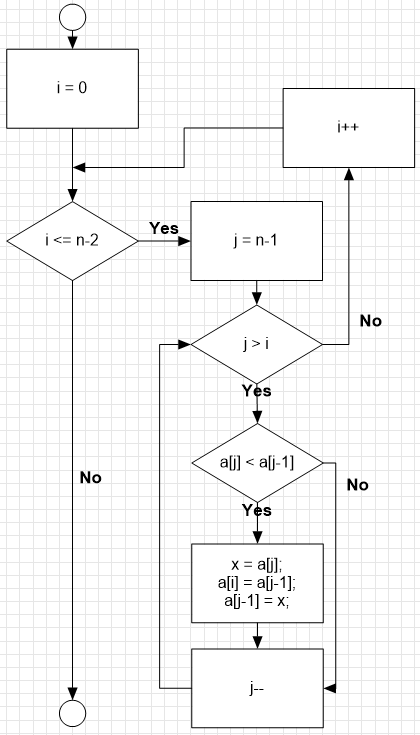 i = 0
i++
i <= n-2
Yes
j = n-1
j > i
No
Yes
a[j] < a[j-1]
No
No
Yes
x = a[j];
a[i] = a[j-1];
a[j-1] = x;
j--